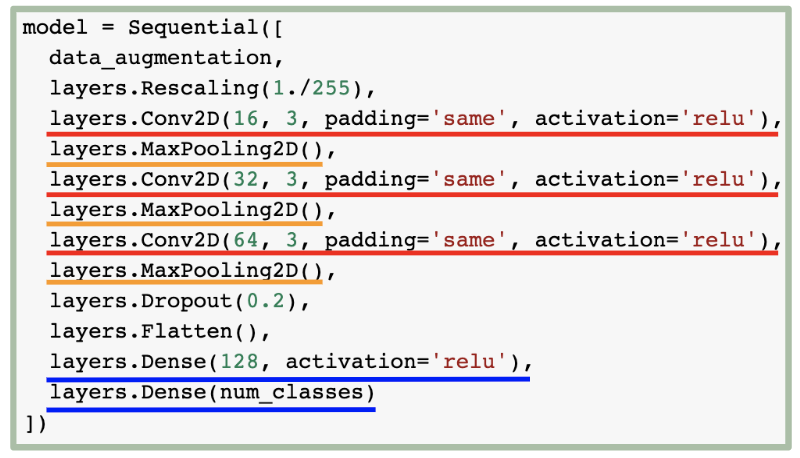 model = Sequential([
  data_augmentation,
  layers.Rescaling(1./255),
  layers.Conv2D(16, 3, padding='same', activation='relu'),
  layers.MaxPooling2D(),
  layers.Conv2D(32, 3, padding='same', activation='relu'),
  layers.MaxPooling2D(),
  layers.Conv2D(64, 3, padding='same', activation='relu'),
  layers.MaxPooling2D(),
  layers.Dropout(0.2),
  layers.Flatten(),
  layers.Dense(128, activation='relu'),
  layers.Dense(num_classes)
])